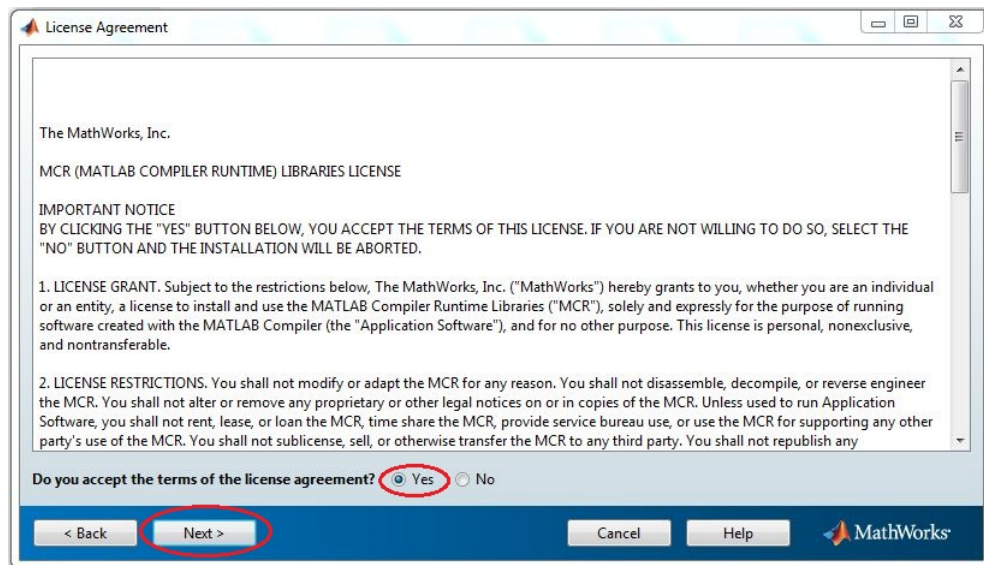 License Agreement
The MathWorks, Inc.
MCR (MATLAB COMPILER RUNTIME) LIBRARIES LICENSE
IMPORTANT NOTICE
BY CLICKING THE "YES" BUTTON BELOW, YOU ACCEPT THE TERMS OF THIS LICENSE. IF YOU ARE NOT WILLING TO DO SO, SELECT THE
"NO" BUTTON AND THE INSTALLATION WILL BE ABORTED.
1. LICENSE GRANT. Subject to the restrictions below, The MathWorks, Inc. ("MathWorks") hereby grants to you, whether you are an individual
or an entity, a license to install and use the MATLAB Compiler Runtime Libraries ("MCR"), solely and expressly for the purpose of running
software created with the MATLAB Compiler (the "Application Software"), and for no other purpose. This license is personal, nonexclusive,
and nontransferable.
2. LICENSE RESTRICTIONS. You shall not modify or adapt the MCR for any reason. You shall not disassemble, decompile, or reverse engineer
the MCR. You shall not alter or remove any proprietary or other legal notices on or in copies of the MCR. Unless used to run Application
Software, you shall not rent, lease, or loan the MCR, time share the MCR, provide service bureau use, or use the MCR for supporting any other
party's use of the MCR. You shall not sublicense, sell, or otherwise transfer the MCR to any third party. You shall not republish any
Do you accept the terms of the license agreement? Yes No
< Back Next > Cancel Help MathWorks®